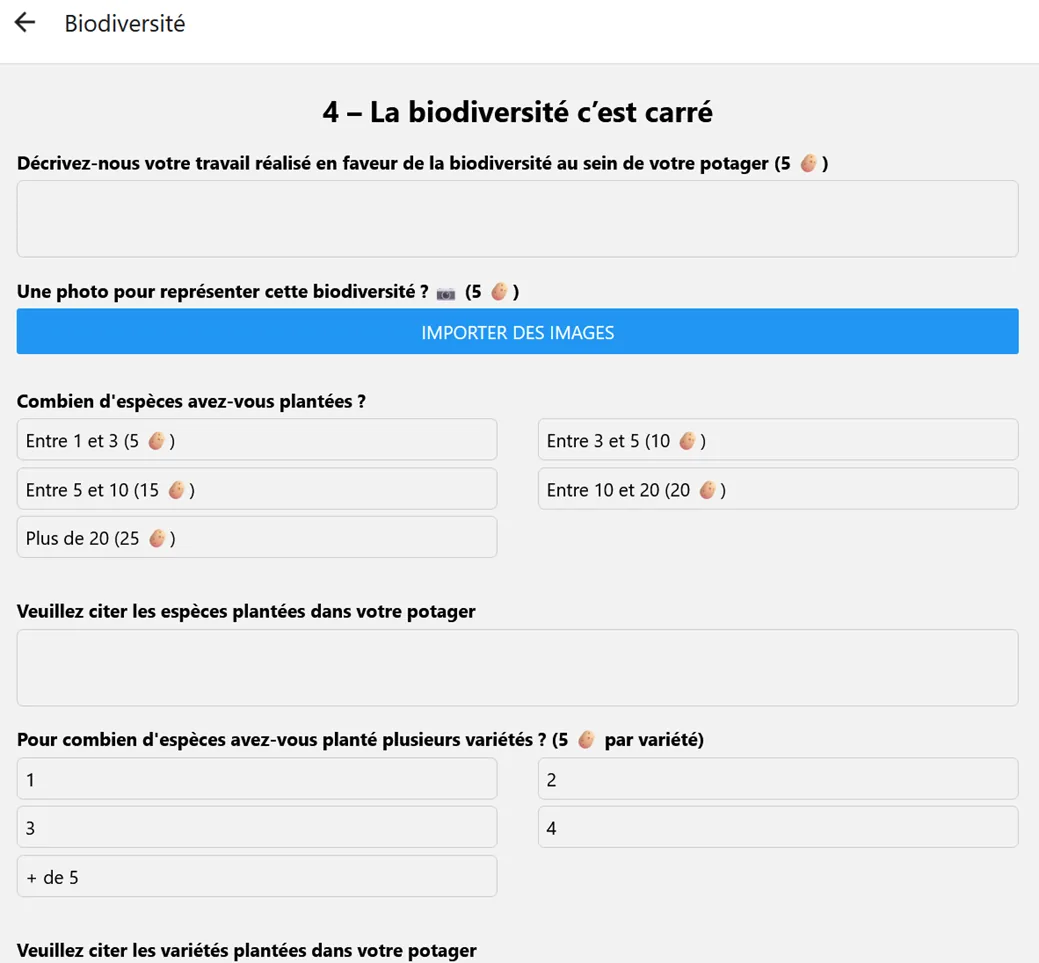 Biodiversité
4 – La biodiversité c’est carré
Décrivez-nous votre travail réalisé en faveur de la biodiversité au sein de votre potager (5 🥔 )
Une photo pour représenter cette biodiversité ? 📷 (5 🥔 )
IMPORTER DES IMAGES
Combien d'espèces avez-vous plantées ?
Entre 1 et 3 (5 🥔 )
Entre 3 et 5 (10 🥔 )
Entre 5 et 10 (15 🥔 )
Entre 10 et 20 (20 🥔 )
Plus de 20 (25 🥔 )
Veuillez citer les espèces plantées dans votre potager
Pour combien d'espèces avez-vous planté plusieurs variétés ? (5 🥔 par variété)
1
2
3
4
+ de 5
Veuillez citer les variétés plantées dans votre potager